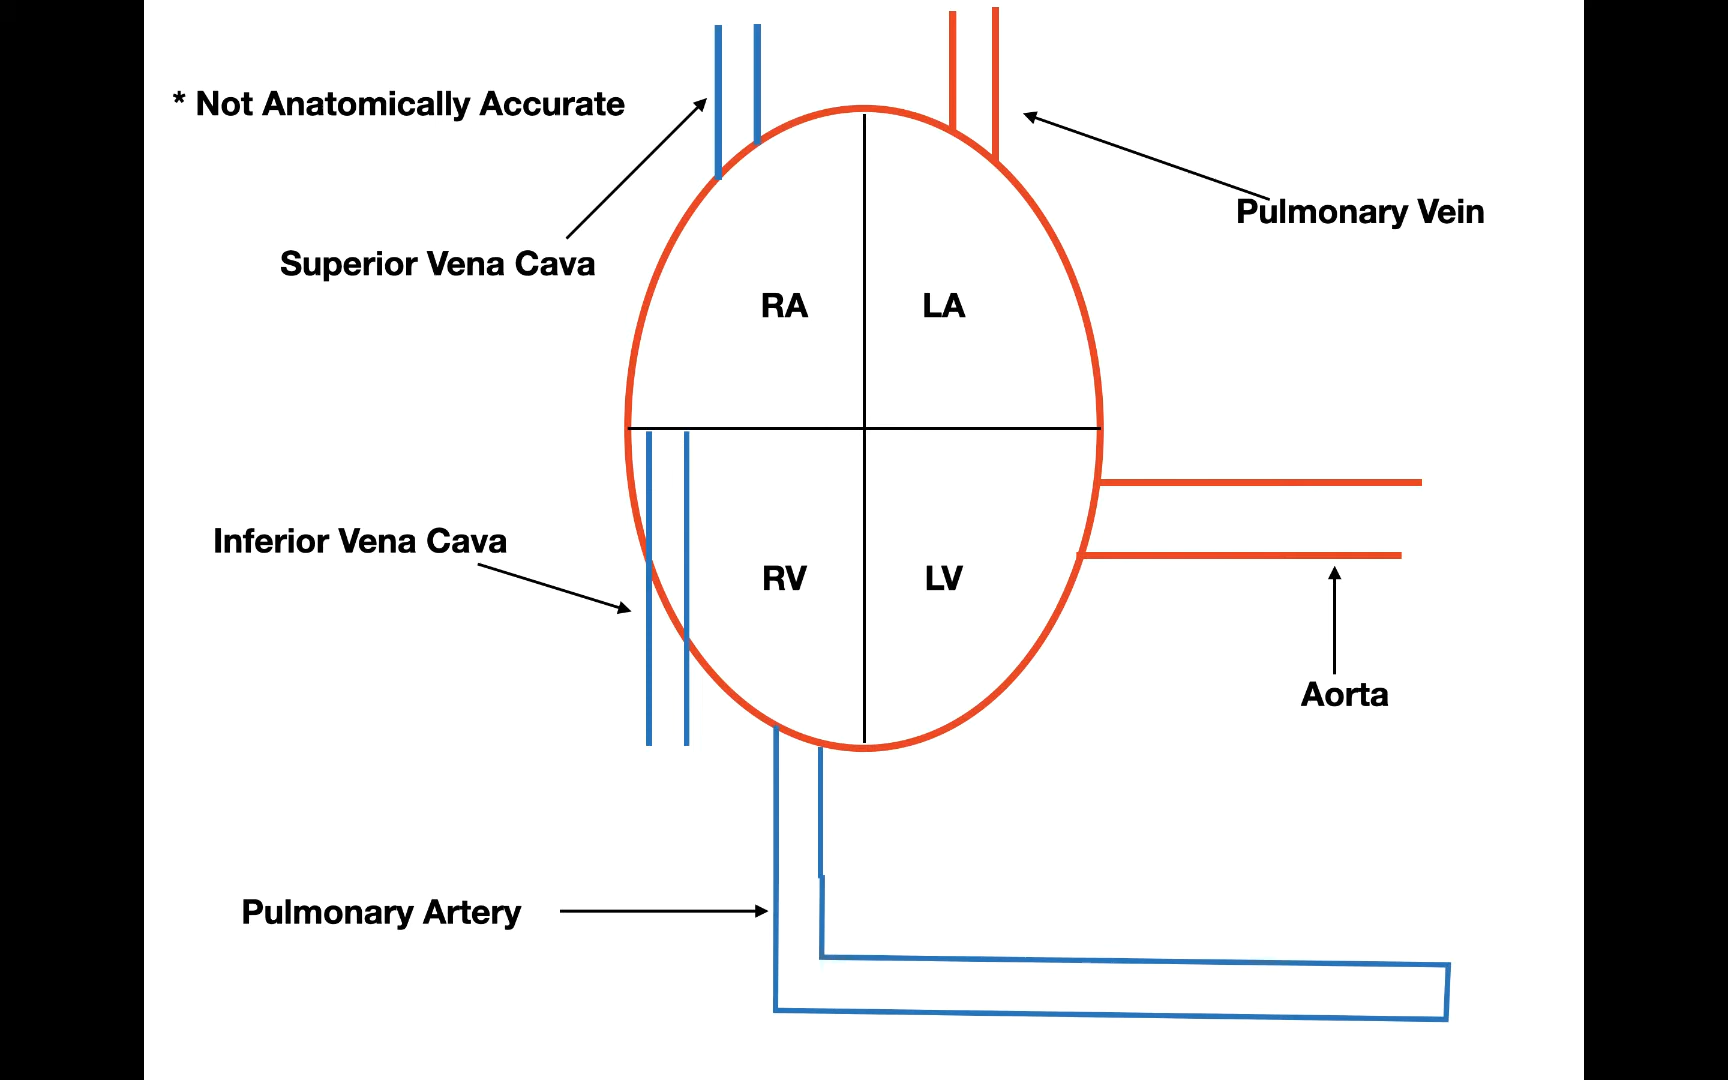 * Not Anatomically Accurate
Pulmonary Vein
Superior Vena Cava
RA
LA
Inferior Vena Cava
RV
LV
Aorta
Pulmonary Artery